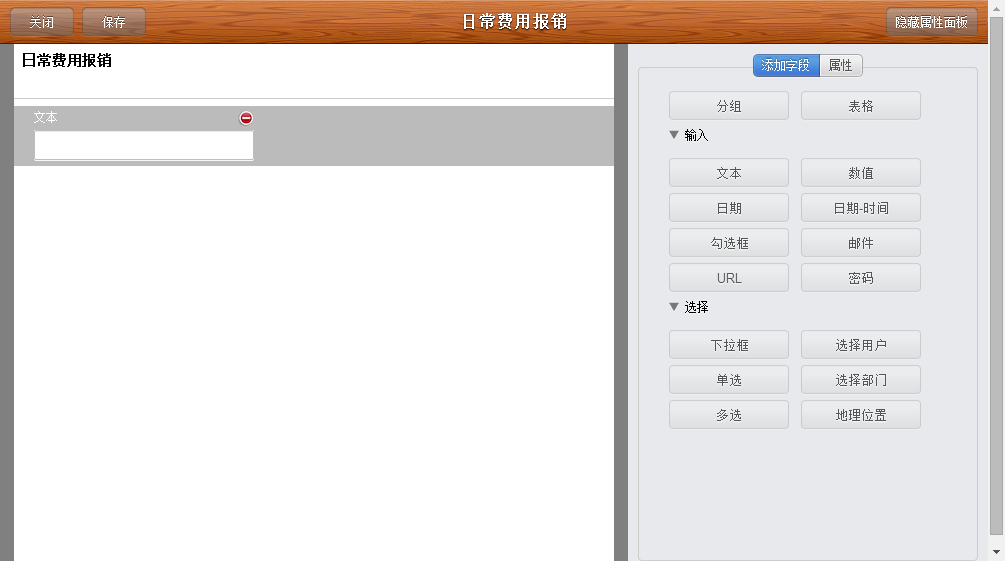 关闭 保存 日常费用报销 隐藏属性面板
日常费用报销
文本
添加字段 属性
分组 表格
输入
文本 数值
日期 日期-时间
勾选框 邮件
URL 密码
选择
下拉框 选择用户
单选 选择部门
多选 地理位置